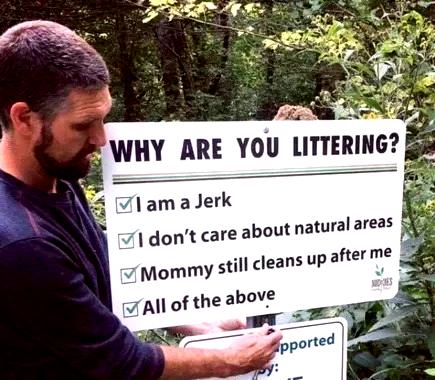 WHY ARE YOU LITTERING?
I am a Jerk
I don't care about natural areas
Mommy still cleans up after me
All of the above
pported
by: